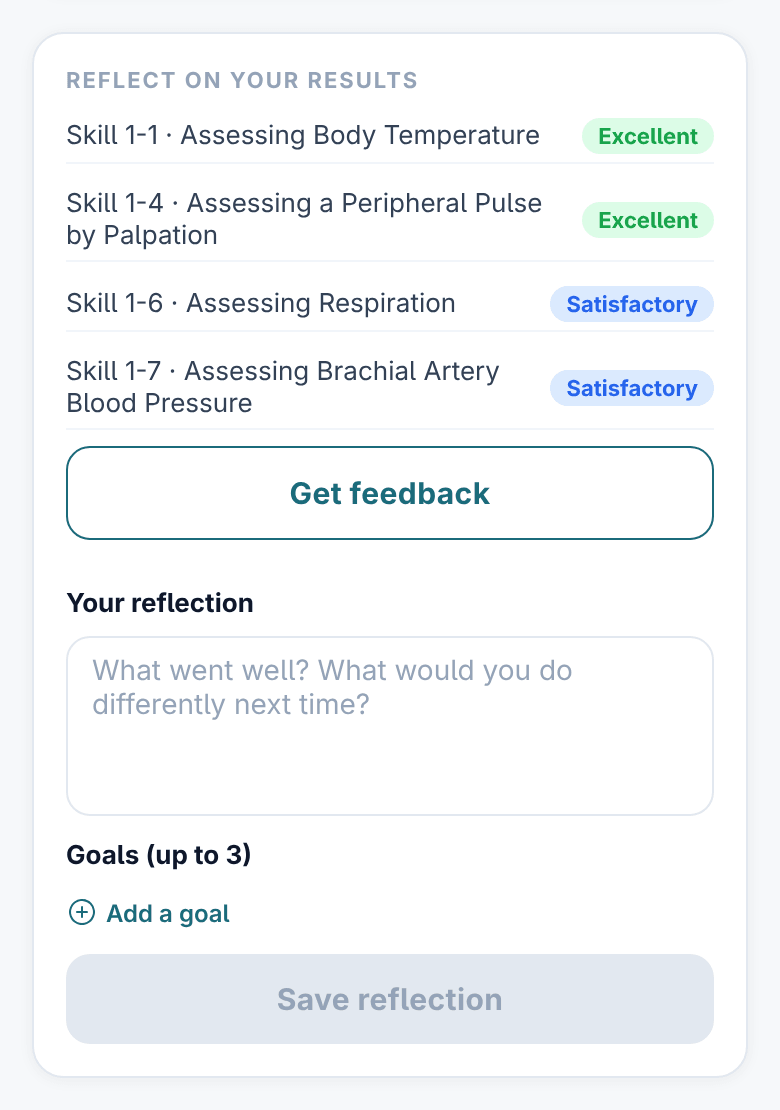 REFLECT ON YOUR RESULTS
Skill 1-1 · Assessing Body Temperature
Excellent
Skill 1-4 · Assessing a Peripheral Pulse
by Palpation
Excellent
Skill 1-6 · Assessing Respiration
Satisfactory
Skill 1-7 · Assessing Brachial Artery
Blood Pressure
Satisfactory
Get feedback
Your reflection
What went well? What would you do
differently next time?
Goals (up to 3)
Add a goal
Save reflection